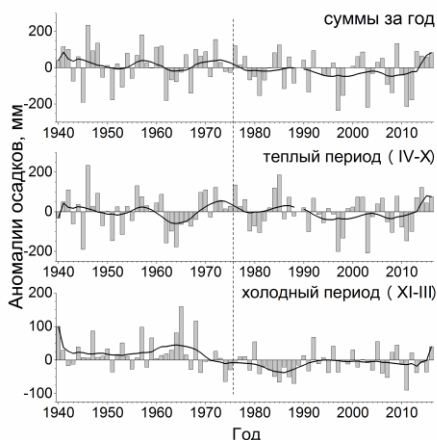 суммы за год
200
0
-200
1940 1950 1960 1970 1980 1990 2000 2010
теплый период (IV-X)
200
0
-200
1940 1950 1960 1970 1980 1990 2000 2010
холодный период (XI-III)
200
100
0
-100
1940 1950 1960 1970 1980 1990 2000 2010
Аномалии осадков, мм
Год